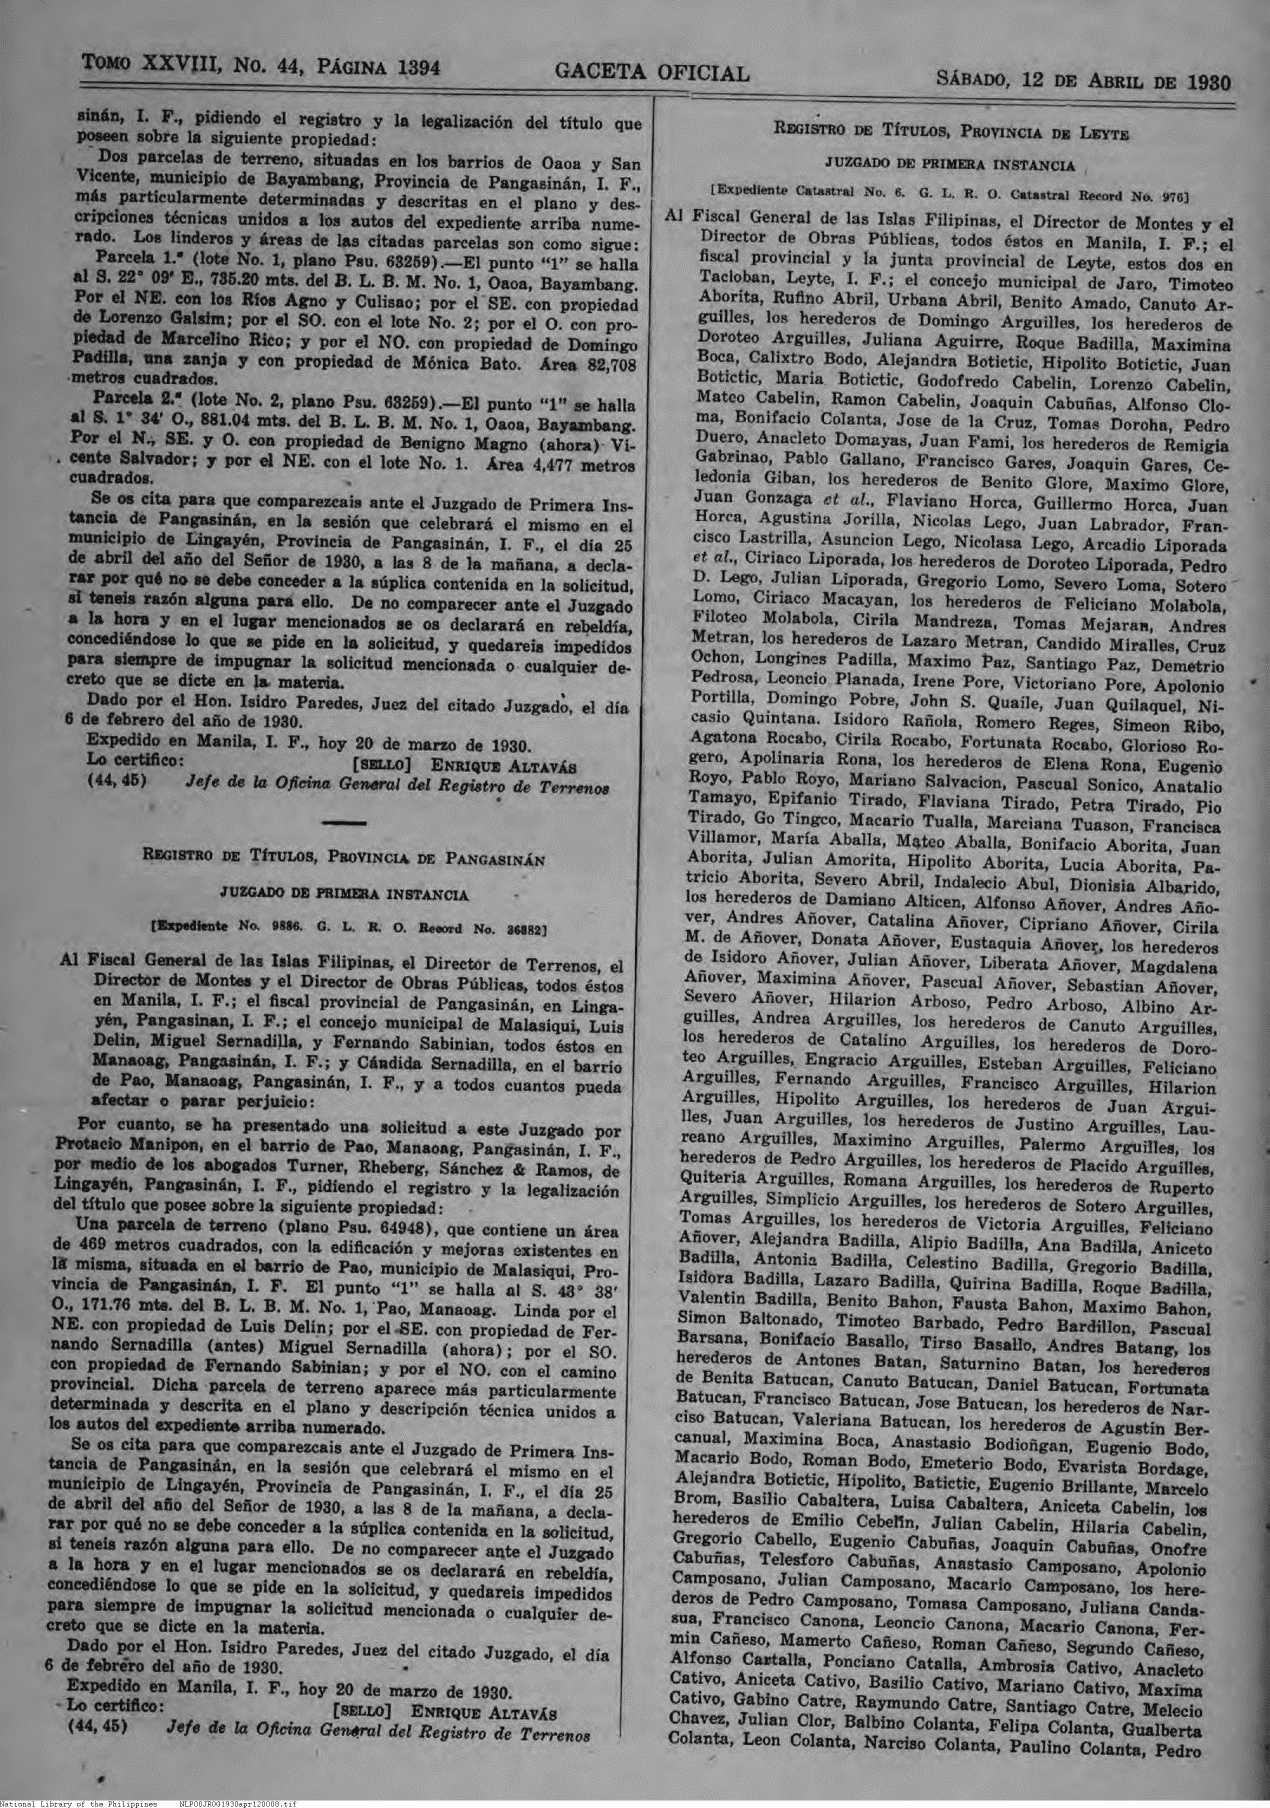 TOMO XXVIII, NO. 44, PÁGINA 1394
GACETA OFICIAL
SÁBADO, 12 DE ABRIL DE 1930
sinán, I. F., pidiendo el registro y la legalización del título que
poseen sobre la siguiente propiedad:
Dos parcelas de terreno, situadas en los barrios de Oaoa y San
Vicente, municipio de Bayambang, Provincia de Pangasinán, I. F.,
más particularmente determinadas y descritas en el plano y des-
cripciones técnicas unidos a los autos del expediente arriba nume-
rado. Los linderos y áreas de las citadas parcelas son como sigue:
Parcela 1.ª (lote No. 1, plano Psu. 63259).—El punto "1" se halla
al S. 22° 09' E., 735.20 mts. del B. L. B. M. No. 1, Oaoa, Bayambang.
Por el NE. con los Ríos Agno y Culisao; por el SE. con propiedad
de Lorenzo Galsim; por el SO. con el lote No. 2; por el O. con pro-
piedad de Marcelino Rico; y por el NO. con propiedad de Domingo
Padilla, una zanja y con propiedad de Mónica Bato. Área 82,708
metros cuadrados.
Parcela 2.ª (lote No. 2, plano Psu. 63259).—El punto "1" se halla
al S. 1° 34' O., 881.04 mts. del B. L. B. M. No. 1, Oaoa, Bayambang.
Por el N., SE. y O. con propiedad de Benigno Magno (ahora) Vi-
cente Salvador; y por el NE. con el lote No. 1. Área 4,477 metros
cuadrados.
Se os cita para que comparezcais ante el Juzgado de Primera Ins-
tancia de Pangasinán, en la sesión que celebrará el mismo en el
municipio de Lingayén, Provincia de Pangasinán, I. F., el día 25
de abril del año del Señor de 1930, a las 8 de la mañana, a decla-
rar por qué no se debe conceder a la súplica contenida en la solicitud,
si teneis razón alguna para ello. De no comparecer ante el Juzgado
a la hora y en el lugar mencionados se os declarará en rebeldía,
concediéndose lo que se pide en la solicitud, y quedareis impedidos
para siempre de impugnar la solicitud mencionada o cualquier de-
creto que se dicte en la materia.
Dado por el Hon. Isidro Paredes, Juez del citado Juzgado, el día
6 de febrero del año de 1930.
Expedido en Manila, I. F., hoy 20 de marzo de 1930.
Lo certifico: [SELLO] ENRIQUE ALTAVÁS
(44, 45) Jefe de la Oficina General del Registro de Terrenos
REGISTRO DE TÍTULOS, PROVINCIA DE PANGASINÁN
JUZGADO DE PRIMERA INSTANCIA
[Expediente No. 9886. G. L. R. O. Record No. 36882]
Al Fiscal General de las Islas Filipinas, el Director de Terrenos, el
Director de Montes y el Director de Obras Públicas, todos éstos
en Manila, I. F.; el fiscal provincial de Pangasinán, en Linga-
yén, Pangasinan, I. F.; el concejo municipal de Malasiqui, Luis
Delin, Miguel Sernadilla, y Fernando Sabinian, todos éstos en
Manaoag, Pangasinán, I. F.; y Cándida Sernadilla, en el barrio
de Pao, Manaoag, Pangasinán, I. F., y a todos cuantos pueda
afectar o parar perjuicio:
Por cuanto, se ha presentado una solicitud a este Juzgado por
Protacio Manipon, en el barrio de Pao, Manaoag, Pangasinán, I. F.,
por medio de los abogados Turner, Rheberg, Sánchez & Ramos, de
Lingayén, Pangasinán, I. F., pidiendo el registro y la legalización
del título que posee sobre la siguiente propiedad:
Una parcela de terreno (plano Psu. 64948), que contiene un área
de 469 metros cuadrados, con la edificación y mejoras existentes en
la misma, situada en el barrio de Pao, municipio de Malasiqui, Pro-
vincia de Pangasinán, I. F. El punto "1" se halla al S. 43° 38'
O., 171.76 mts. del B. L. B. M. No. 1, Pao, Manaoag. Linda por el
NE. con propiedad de Luis Delin; por el SE. con propiedad de Fer-
nando Sernadilla (antes) Miguel Sernadilla (ahora); por el SO.
con propiedad de Fernando Sabinian; y por el NO. con el camino
provincial. Dicha parcela de terreno aparece más particularmente
determinada y descrita en el plano y descripción técnica unidos a
los autos del expediente arriba numerado.
Se os cita para que comparezcais ante el Juzgado de Primera Ins-
tancia de Pangasinán, en la sesión que celebrará el mismo en el
municipio de Lingayén, Provincia de Pangasinán, I. F., el día 25
de abril del año del Señor de 1930, a las 8 de la mañana, a decla-
rar por qué no se debe conceder a la súplica contenida en la solicitud,
si teneis razón alguna para ello. De no comparecer ante el Juzgado
a la hora y en el lugar mencionados se os declarará en rebeldía,
concediéndose lo que se pide en la solicitud, y quedareis impedidos
para siempre de impugnar la solicitud mencionada o cualquier de-
creto que se dicte en la materia.
Dado por el Hon. Isidro Paredes, Juez del citado Juzgado, el día
6 de febrero del año de 1930.
Expedido en Manila, I. F., hoy 20 de marzo de 1930.
Lo certifico: [SELLO] ENRIQUE ALTAVÁS
(44, 45) Jefe de la Oficina General del Registro de Terrenos
REGISTRO DE TÍTULOS, PROVINCIA DE LEYTE
JUZGADO DE PRIMERA INSTANCIA
[Expediente Catastral No. 6. G. L. R. O. Catastral Record No. 976]
Al Fiscal General de las Islas Filipinas, el Director de Montes y el
Director de Obras Públicas, todos éstos en Manila, I. F.; el
fiscal provincial y la junta provincial de Leyte, estos dos en
Tacloban, Leyte, I. F.; el concejo municipal de Jaro, Timoteo
Aborita, Rufino Abril, Urbana Abril, Benito Amado, Canuto Ar-
guilles, los herederos de Domingo Arguilles, los herederos de
Doroteo Arguilles, Juliana Aguirre, Roque Badilla, Maximina
Boca, Calixtro Bodo, Alejandra Botictic, Hipolito Botictic, Juan
Botictic, Maria Botictic, Godofredo Cabelin, Lorenzo Cabelin,
Mateo Cabelin, Ramon Cabelin, Joaquin Cabuñas, Alfonso Clo-
ma, Bonifacio Colanta, Jose de la Cruz, Tomas Doroha, Pedro
Duero, Anacleto Domayas, Juan Fami, los herederos de Remigia
Gabrinao, Pablo Gallano, Francisco Gares, Joaquin Gares, Ce-
ledonia Giban, los herederos de Benito Glore, Maximo Glore,
Juan Gonzaga et al., Flaviano Horca, Guillermo Horca, Juan
Horca, Agustina Jorilla, Nicolas Lego, Juan Labrador, Fran-
cisco Lastrilla, Asuncion Lego, Nicolasa Lego, Arcadio Liporada
et al., Ciriaco Liporada, los herederos de Doroteo Liporada, Pedro
D. Lego, Julian Liporada, Gregorio Lomo, Severo Loma, Sotero
Lomo, Ciriaco Macayan, los herederos de Feliciano Molabola,
Filoteo Molabola, Cirila Mandreza, Tomas Mejaran, Andres
Metran, los herederos de Lazaro Metran, Candido Miralles, Cruz
Ochon, Longines Padilla, Maximo Paz, Santiago Paz, Demetrio
Pedrosa, Leoncio Planada, Irene Pore, Victoriano Pore, Apolonio
Portilla, Domingo Pobre, John S. Quaile, Juan Quilaquel, Ni-
casio Quintana. Isidoro Rañola, Romero Reges, Simeon Ribo,
Agatona Rocabo, Cirila Rocabo, Fortunata Rocabo, Glorioso Ro-
gero, Apolinaria Rona, los herederos de Elena Rona, Eugenio
Royo, Pablo Royo, Mariano Salvacion, Pascual Sonico, Anatalio
Tamayo, Epifanio Tirado, Flaviana Tirado, Petra Tirado, Pio
Tirado, Go Tingco, Macario Tualla, Marciana Tuason, Francisca
Villamor, María Aballa, Mateo Aballa, Bonifacio Aborita, Juan
Aborita, Julian Amorita, Hipolito Aborita, Lucia Aborita, Pa-
tricio Aborita, Severo Abril, Indalecio Abul, Dionisia Albarido,
los herederos de Damiano Alticen, Alfonso Añover, Andres Año-
ver, Andres Añover, Catalina Añover, Cipriano Añover, Cirila
M. de Añover, Donata Añover, Eustaquia Añover, los herederos
de Isidoro Añover, Julian Añover, Liberata Añover, Magdalena
Añover, Maximina Añover, Pascual Añover, Sebastian Añover,
Severo Añover, Hilarion Arboso, Pedro Arboso, Albino Ar-
guilles, Andrea Arguilles, los herederos de Canuto Arguilles,
los herederos de Catalino Arguilles, los herederos de Doro-
teo Arguilles, Engracio Arguilles, Esteban Arguilles, Feliciano
Arguilles, Fernando Arguilles, Francisco Arguilles, Hilarion
Arguilles, Hipolito Arguilles, los herederos de Juan Argui-
lles, Juan Arguilles, los herederos de Justino Arguilles, Lau-
reano Arguilles, Maximino Arguilles, Palermo Arguilles, los
herederos de Pedro Arguilles, los herederos de Placido Arguilles,
Quiteria Arguilles, Romana Arguilles, los herederos de Ruperto
Arguilles, Simplicio Arguilles, los herederos de Sotero Arguilles,
Tomas Arguilles, los herederos de Victoria Arguilles, Feliciano
Añover, Alejandra Badilla, Alipio Badilla, Ana Badilla, Aniceto
Badilla, Antonia Badilla, Celestino Badilla, Gregorio Badilla,
Isidora Badilla, Lazaro Badilla, Quirina Badilla, Roque Badilla,
Valentin Badilla, Benito Bahon, Fausta Bahon, Maximo Bahon,
Simon Baltonado, Timoteo Barbado, Pedro Bardillon, Pascual
Barsana, Bonifacio Basallo, Tirso Basallo, Andres Batang, los
herederos de Antones Batan, Saturnino Batan, los herederos
de Benita Batucan, Canuto Batucan, Daniel Batucan, Fortunata
Batucan, Francisco Batucan, Jose Batucan, los herederos de Nar-
ciso Batucan, Valeriana Batucan, los herederos de Agustin Ber-
canual, Maximina Boca, Anastasio Bodioñgan, Eugenio Bodo,
Macario Bodo, Roman Bodo, Emeterio Bodo, Evarista Bordage,
Alejandra Botictic, Hipolito, Batictic, Eugenio Brillante, Marcelo
Brom, Basilio Cabaltera, Luisa Cabaltera, Aniceta Cabelin, los
herederos de Emilio Cebelin, Julian Cabelin, Hilaria Cabelin,
Gregorio Cabello, Eugenio Cabuñas, Joaquin Cabuñas, Onofre
Cabuñas, Telesforo Cabuñas, Anastasio Camposano, Apolonio
Camposano, Julian Camposano, Macario Camposano, los here-
deros de Pedro Camposano, Tomasa Camposano, Juliana Canda-
sua, Francisco Canona, Leoncio Canona, Macario Canona, Fer-
min Cañeso, Mamerto Cañeso, Roman Cañeso, Segundo Cañeso,
Alfonso Cartalla, Ponciano Catalla, Ambrosia Cativo, Anacleto
Cativo, Aniceta Cativo, Basilio Cativo, Mariano Cativo, Maxima
Cativo, Gabino Catre, Raymundo Catre, Santiago Catre, Melecio
Chavez, Julian Clor, Balbino Colanta, Felipa Colanta, Gualberta
Colanta, Leon Colanta, Narciso Colanta, Paulino Colanta, Pedro
National Library of the Philippines NLPO0JROG1930apr120008.tif